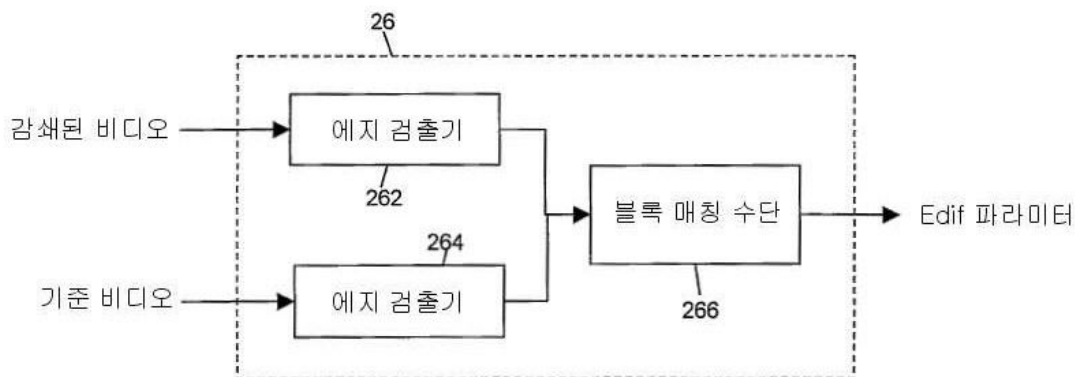 26
감쇄된 비디오
에지 검출기
262
블록 매칭 수단
266
Edif 파라미터
264
기준 비디오
에지 검출기